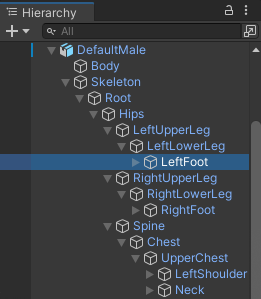 Hierarchy
All
DefaultMale
Body
Skeleton
Root
Hips
LeftUpperLeg
LeftLowerLeg
LeftFoot
RightUpperLeg
RightLowerLeg
RightFoot
Spine
Chest
UpperChest
LeftShoulder
Neck